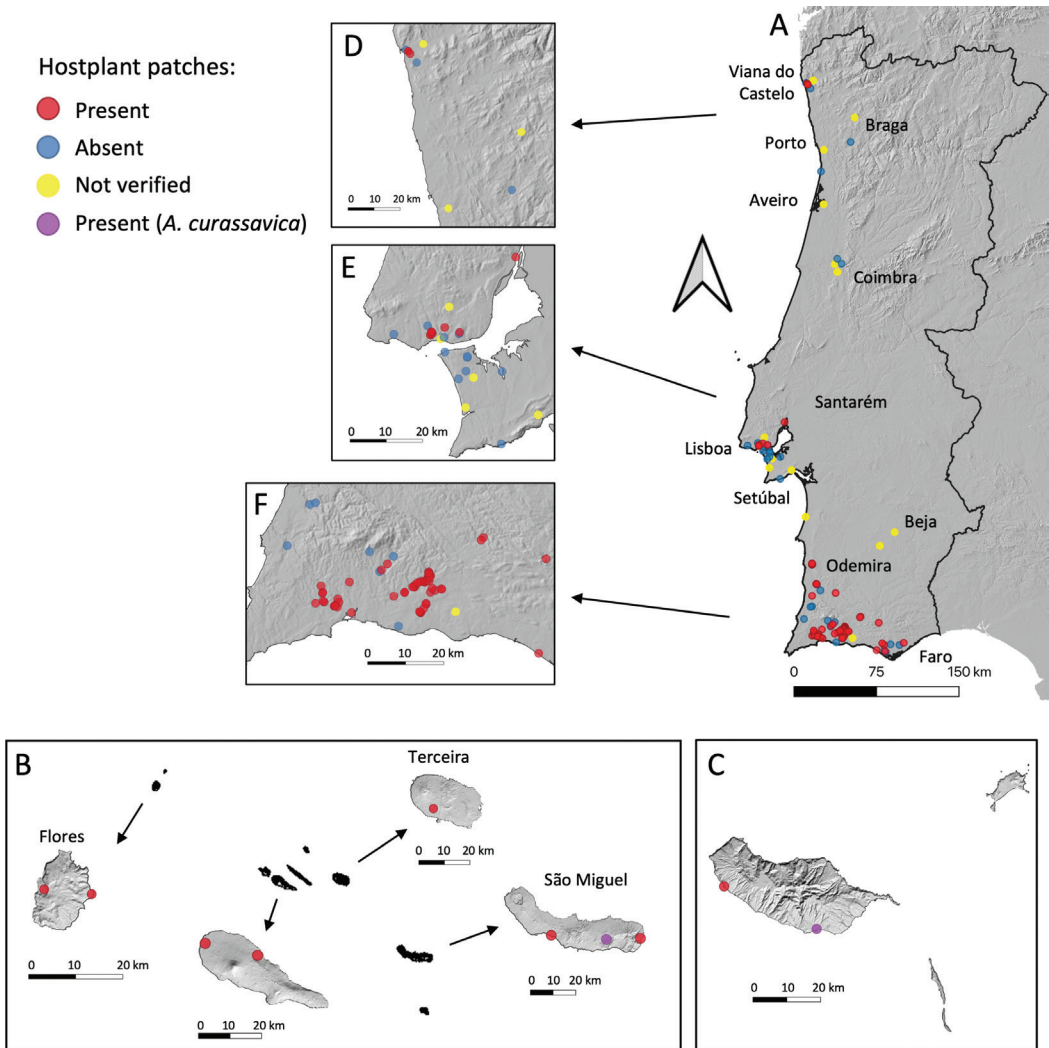 Hostplant patches:
Present
Absent
Not verified
Present (A. curassavica)
D
0 10 20 km
E
0 10 20 km
F
0 10 20 km
A
Viana do
Castelo
Braga
Porto
Aveiro
Coimbra
Santarém
Lisboa
Setúbal
Beja
Odemira
Faro
0 75 150 km
B
Flores
0 10 20 km
Terceira
0 10 20 km
São Miguel
0 10 20 km
0 10 20 km
C
0 10 20 km